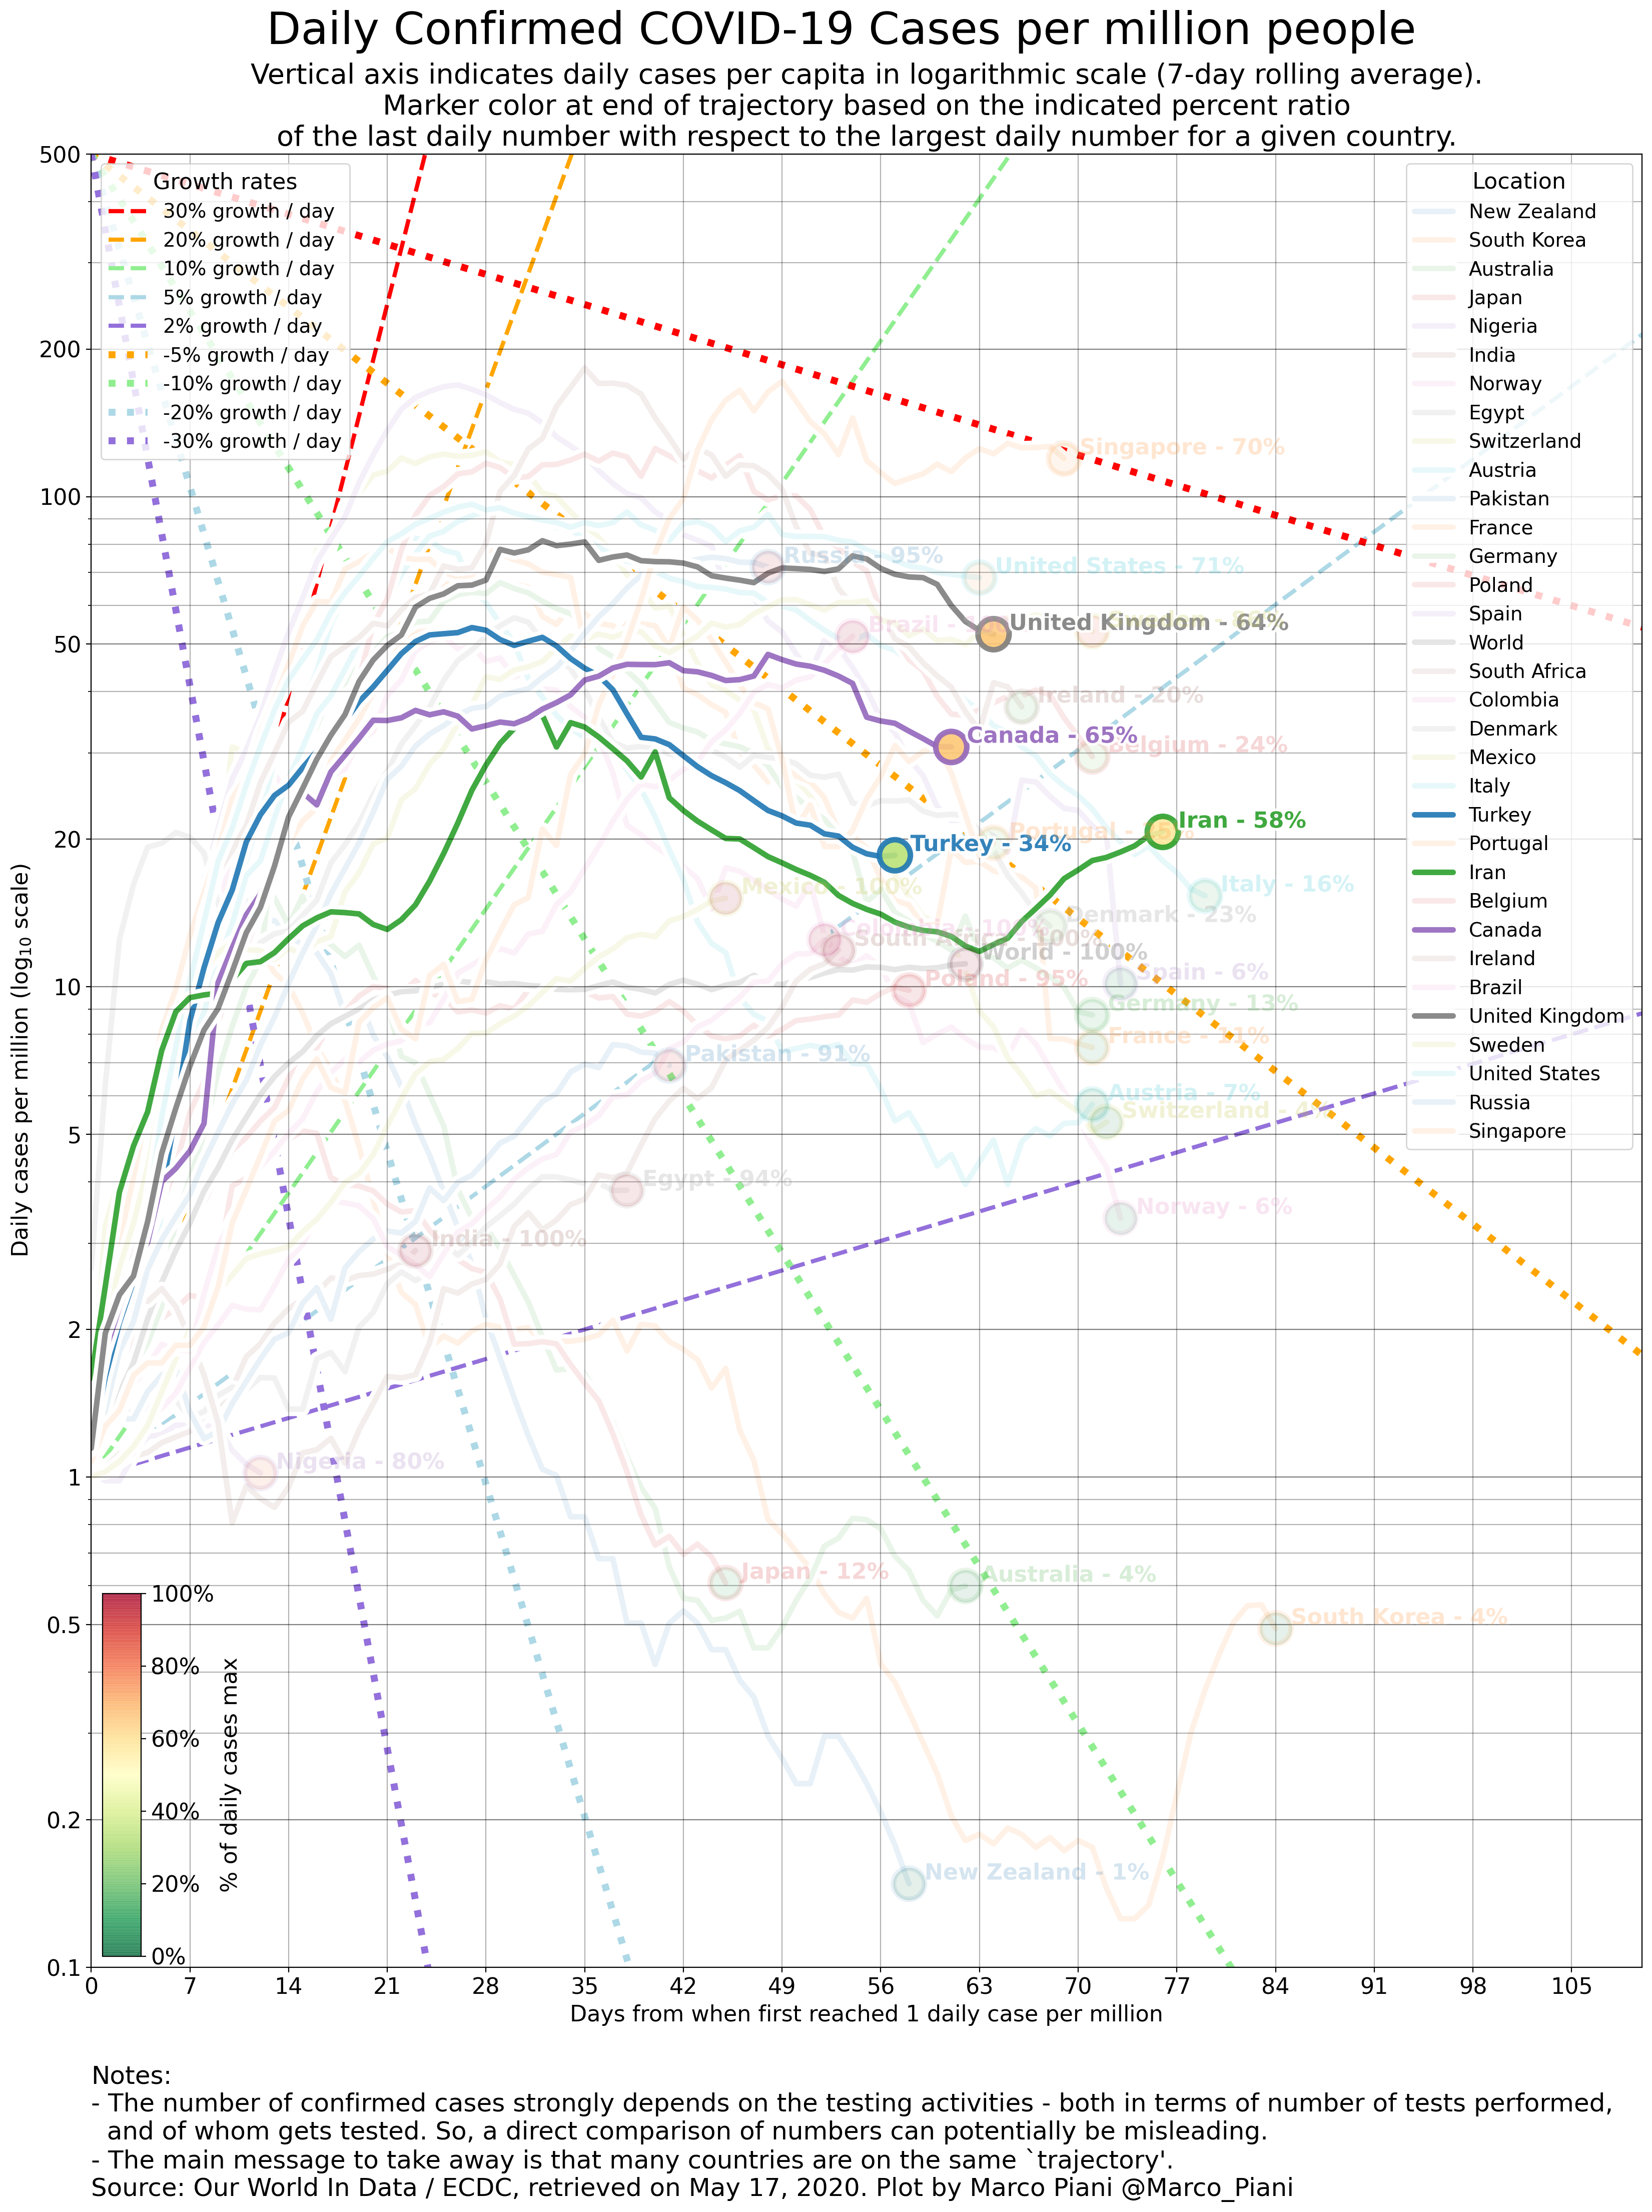 Daily Confirmed COVID-19 Cases per million people
Vertical axis indicates daily cases per capita in logarithmic scale (7-day rolling average).
Marker color at end of trajectory based on the indicated percent ratio
of the last daily number with respect to the largest daily number for a given country.
Growth rates
30% growth / day
20% growth / day
10% growth / day
5% growth / day
2% growth / day
-5% growth / day
-10% growth / day
-20% growth / day
-30% growth / day
Location
New Zealand
South Korea
Australia
Japan
Nigeria
India
Norway
Egypt
Switzerland
Austria
Pakistan
France
Germany
Poland
Spain
World
South Africa
Colombia
Denmark
Mexico
Italy
Turkey
Portugal
Iran
Belgium
Canada
Ireland
Brazil
United Kingdom
Sweden
United States
Russia
Singapore
Daily cases per million (log10 scale)
500
200
100
50
20
10
5
2
1
0.5
0.2
0.1
Singapore - 70%
Russia - 95%
United States - 71%
Brazil -
United Kingdom - 64%
Ireland - 20%
Canada - 65%
Belgium - 24%
Iran - 58%
Portugal -
Turkey - 34%
Mexico - 100%
Italy - 16%
Denmark - 23%
South Africa - 100%
World - 100%
Poland - 95%
Spain - 6%
Germany - 13%
France - 11%
Pakistan - 91%
Austria - 7%
Switzerland - 4%
Egypt - 94%
Norway - 6%
India - 100%
Nigeria - 80%
Japan - 12%
Australia - 4%
South Korea - 4%
New Zealand - 1%
100%
80%
60%
40%
20%
0%
% of daily cases max
0 7 14 21 28 35 42 49 56 63 70 77 84 91 98 105
Days from when first reached 1 daily case per million
Notes:
- The number of confirmed cases strongly depends on the testing activities - both in terms of number of tests performed,
and of whom gets tested. So, a direct comparison of numbers can potentially be misleading.
- The main message to take away is that many countries are on the same `trajectory'.
Source: Our World In Data / ECDC, retrieved on May 17, 2020. Plot by Marco Piani @Marco_Piani